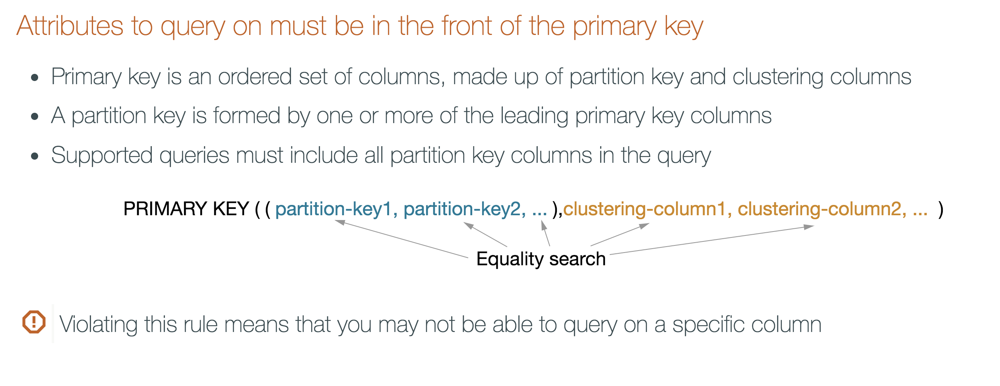 Attributes to query on must be in the front of the primary key
• Primary key is an ordered set of columns, made up of partition key and clustering columns
• A partition key is formed by one or more of the leading primary key columns
• Supported queries must include all partition key columns in the query
PRIMARY KEY (( partition-key1, partition-key2, ... ),clustering-column1, clustering-column2, ... )
Equality search
Violating this rule means that you may not be able to query on a specific column